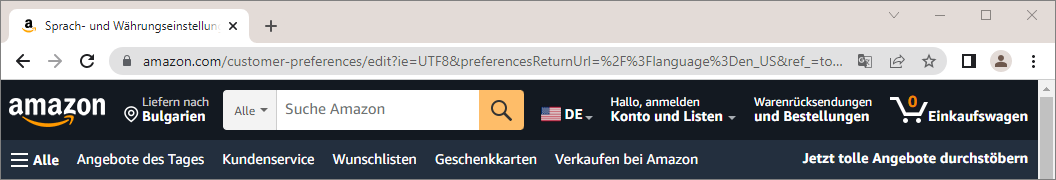 Sprach- und Währungseinstellung
amazon.com/customer-preferences/edit?ie=UTF8&preferencesReturnUrl=%2F%3Flanguage%3Den_US&ref_=to...
amazon
Liefern nach
Bulgarien
Alle
Suche Amazon
DE
Hallo, anmelden
Konto und Listen
Warenrücksendungen
und Bestellungen
0
Einkaufswagen
Alle
Angebote des Tages
Kundenservice
Wunschlisten
Geschenkkarten
Verkaufen bei Amazon
Jetzt tolle Angebote durchstöbern